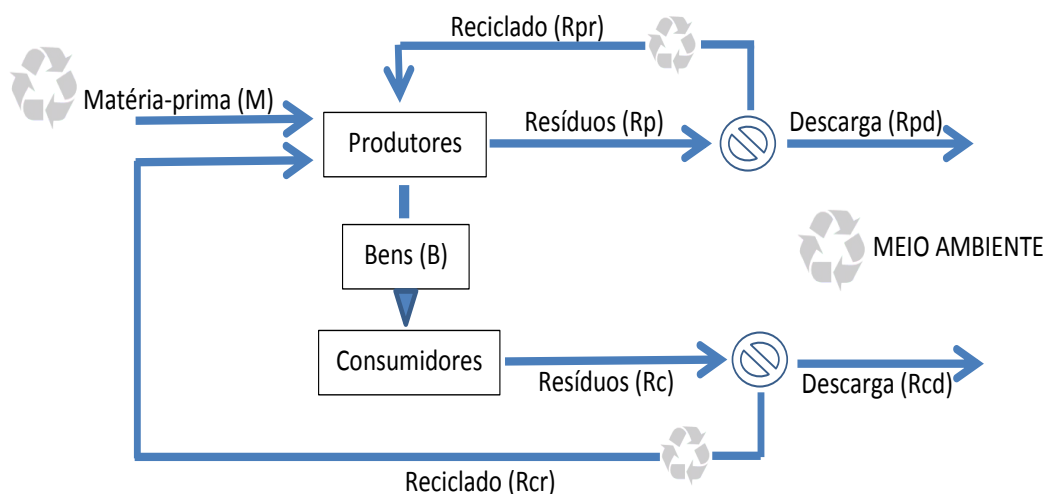 Reciclado (Rpr)
Matéria-prima (M)
Produtores
Resíduos (Rp)
Descarga (Rpd)
Bens (B)
MEIO AMBIENTE
Consumidores
Resíduos (Rc)
Descarga (Rcd)
Reciclado (Rcr)